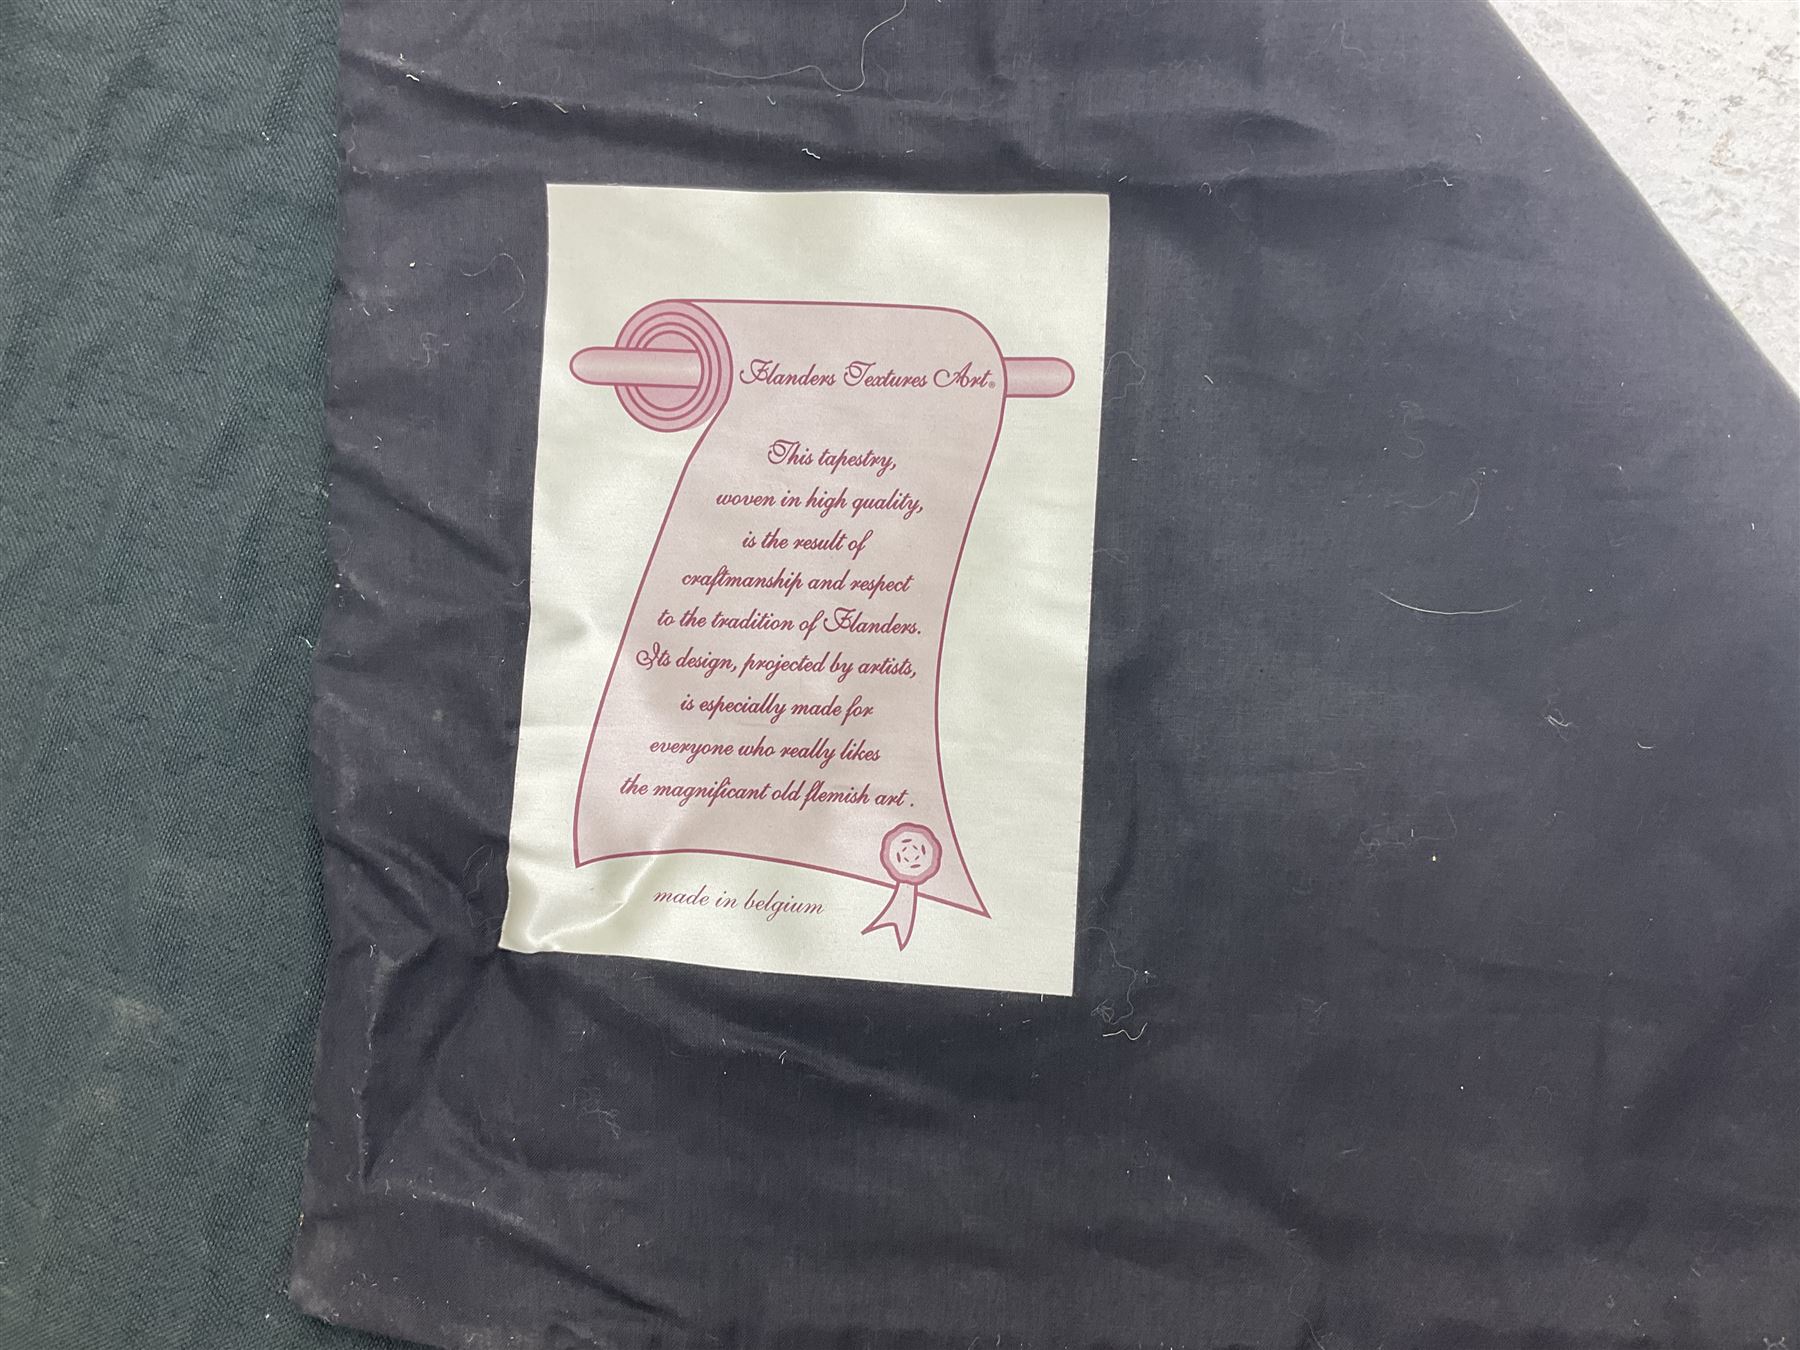 Flanders Textures Art®
This tapestry,
woven in high quality,
is the result of
craftmanship and respect
to the tradition of Flanders.
Its design, projected by artists,
is especially made for
everyone who really likes
the magnificant old flemish art .
made in belgium